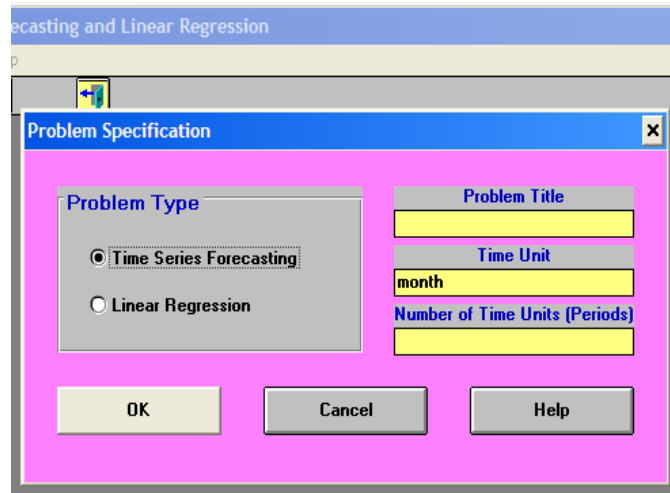 ecasting and Linear Regression
p
Problem Specification
Problem Type
Time Series Forecasting
Linear Regression
Problem Title
Time Unit
month
Number of Time Units (Periods)
OK
Cancel
Help